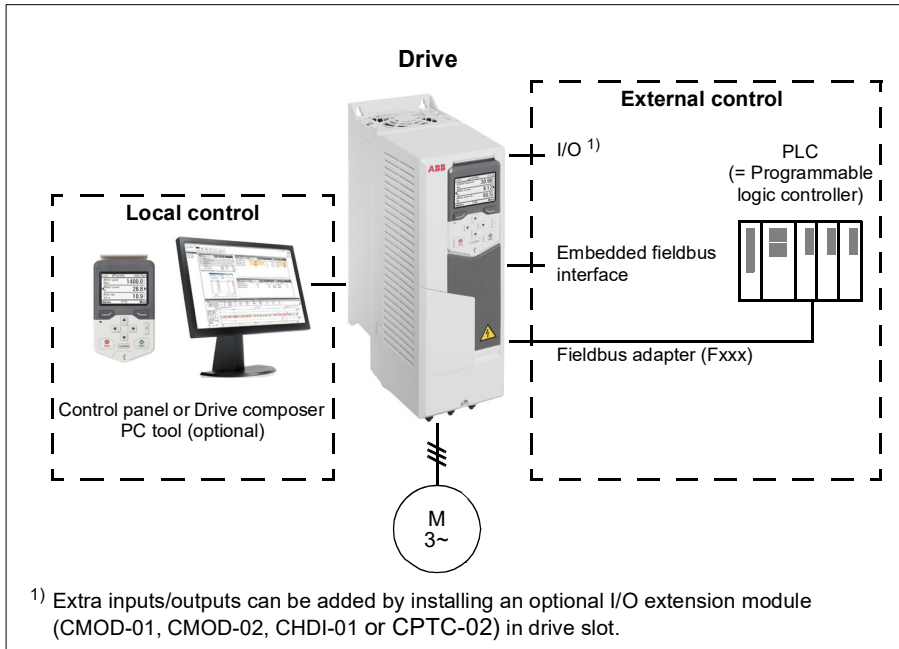 Drive
External control
I/O 1)
PLC
(= Programmable
logic controller)
ABB
Local control
Embedded fieldbus
interface
1400.0
28.8
10.9
Fieldbus adapter (Fxxx)
Control panel or Drive composer
PC tool (optional)
M
3~
1) Extra inputs/outputs can be added by installing an optional I/O extension module
(CMOD-01, CMOD-02, CHDI-01 or CPTC-02) in drive slot.